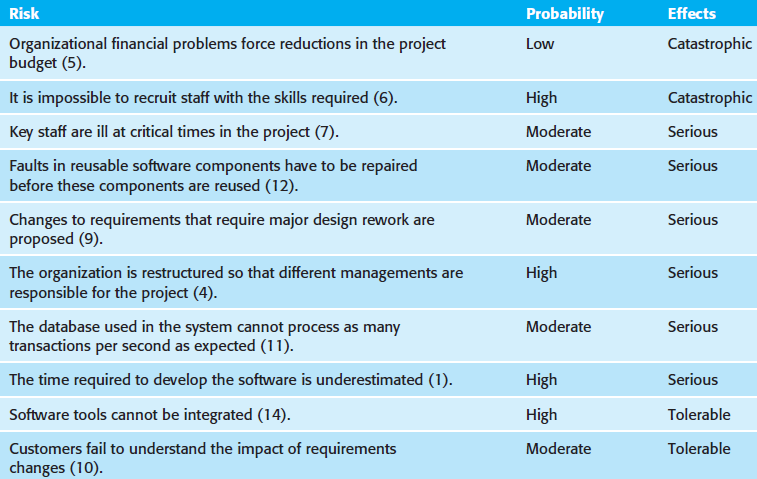 Risk Probability Effects
Organizational financial problems force reductions in the project Low Catastrophic
budget (5).
It is impossible to recruit staff with the skills required (6). High Catastrophic
Key staff are ill at critical times in the project (7). Moderate Serious
Faults in reusable software components have to be repaired Moderate Serious
before these components are reused (12).
Changes to requirements that require major design rework are Moderate Serious
proposed (9).
The organization is restructured so that different managements are High Serious
responsible for the project (4).
The database used in the system cannot process as many Moderate Serious
transactions per second as expected (11).
The time required to develop the software is underestimated (1). High Serious
Software tools cannot be integrated (14). High Tolerable
Customers fail to understand the impact of requirements Moderate Tolerable
changes (10).